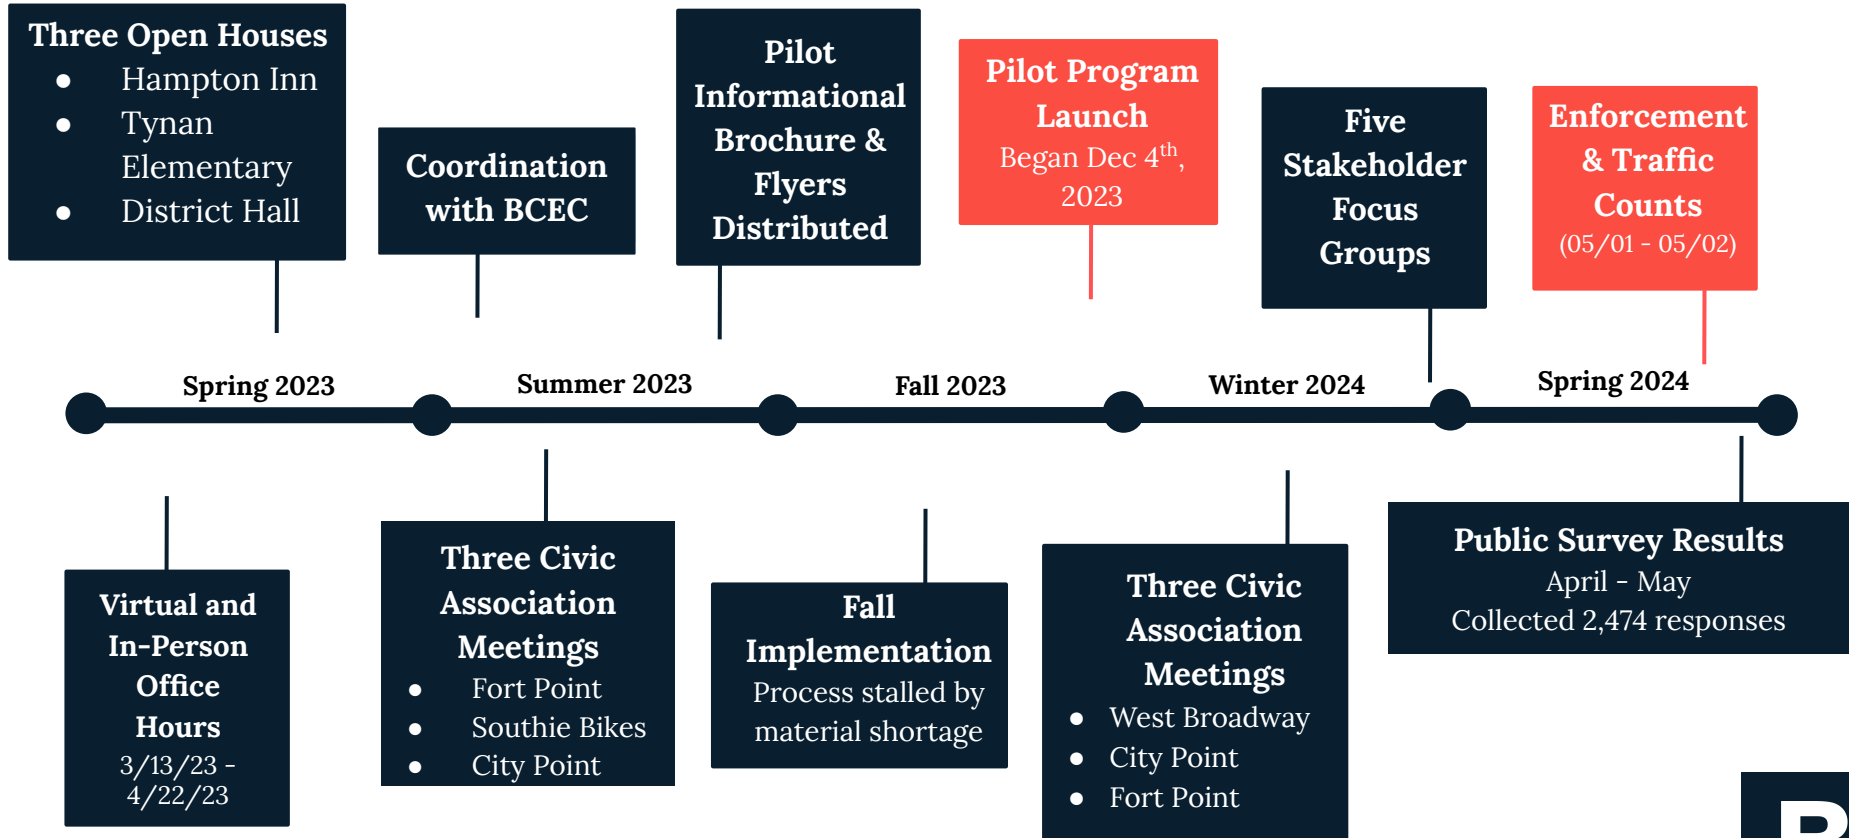 Three Open Houses
● Hampton Inn
● Tynan
Elementary
● District Hall
Coordination
with BCEC
Pilot
Informational
Brochure &
Flyers
Distributed
Pilot Program
Launch
Began Dec 4th,
2023
Five
Stakeholder
Focus
Groups
Enforcement
& Traffic
Counts
(05/01 - 05/02)
Spring 2023
Summer 2023
Fall 2023
Winter 2024
Spring 2024
Virtual and
In-Person
Office
Hours
3/13/23 -
4/22/23
Three Civic
Association
Meetings
● Fort Point
● Southie Bikes
● City Point
Fall
Implementation
Process stalled by
material shortage
Three Civic
Association
Meetings
● West Broadway
● City Point
● Fort Point
Public Survey Results
April - May
Collected 2,474 responses
B